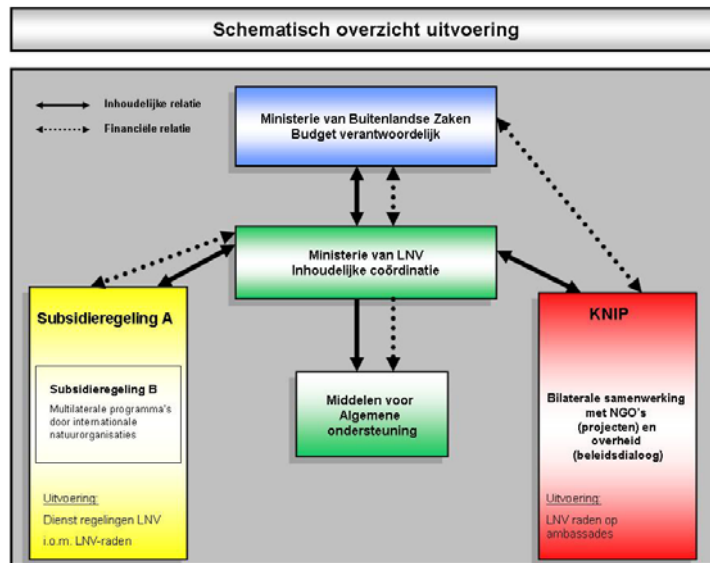 Schematisch overzicht uitvoering
Inhoudelijke relatie
Financiële relatie
Ministerie van Buitenlandse Zaken
Budget verantwoordelijk
Ministerie van LNV
Inhoudelijke coördinatie
Subsidieregeling A
Subsidieregeling B
Multilaterale programma's
door internationale
natuurorganisaties
Uitvoering:
Dienst regelingen LNV
i.o.m. LNV-raden
Middelen voor
Algemene
ondersteuning
KNIP
Bilaterale samenwerking
met NGO's
(projecten) en
overheid
(beleidsdialoog)
Uitvoering:
LNV raden op
ambassades